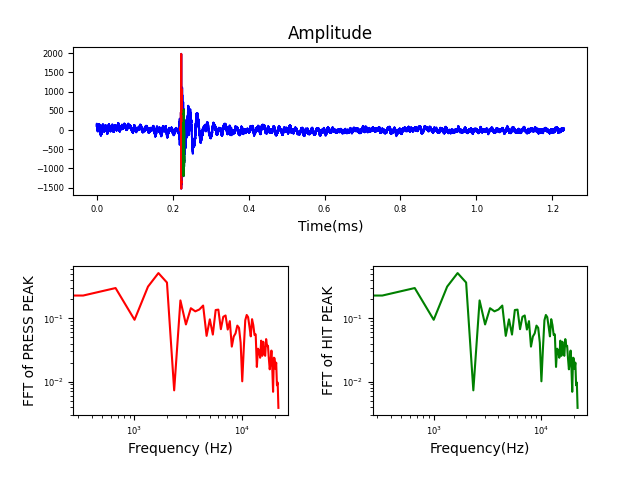 Amplitude
2000
1500
1000
500
0
−500
−1000
−1500
0.0 0.2 0.4 0.6 0.8 1.0 1.2
Time(ms)
FFT of PRESS PEAK
10⁻¹
10⁻²
10³ 10⁴
Frequency (Hz)
FFT of HIT PEAK
10⁻¹
10⁻²
10³ 10⁴
Frequency(Hz)